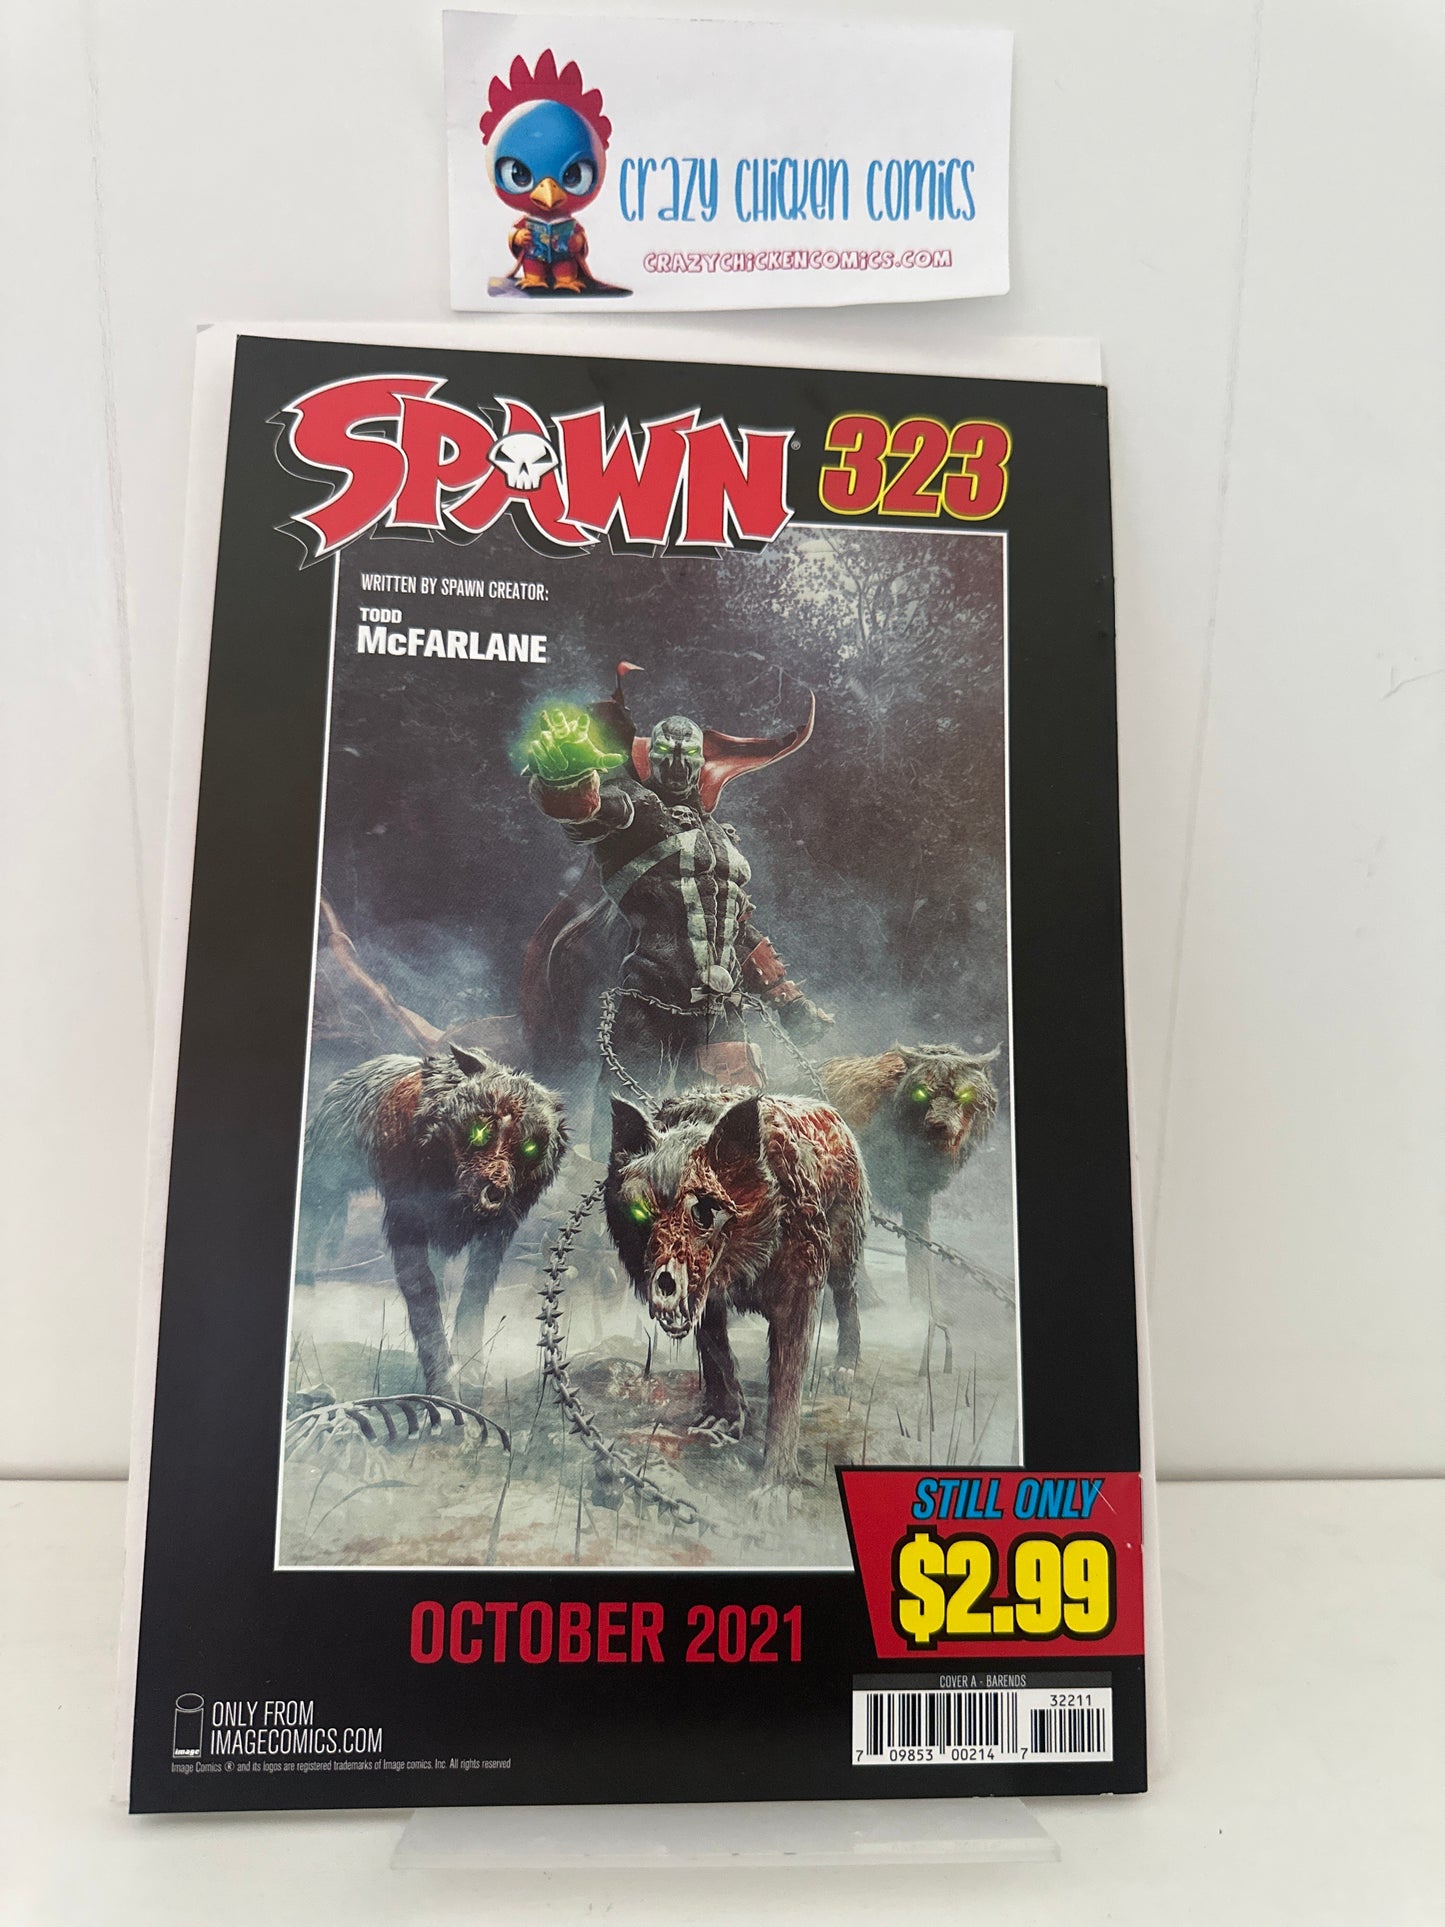 CRAZY CHICKEN COMICS
CRAZYCHICKENCOMICS.COM
SPAWN® 323
WRITTEN BY SPAWN CREATOR:
TODD
McFARLANE
STILL ONLY
$2.99
OCTOBER 2021
COVER A - BARENDS
32211
7 09853 00214 7
ONLY FROM
IMAGECOMICS.COM
image
Image Comics ® and its logos are registered trademarks of Image comics, Inc. All rights reserved